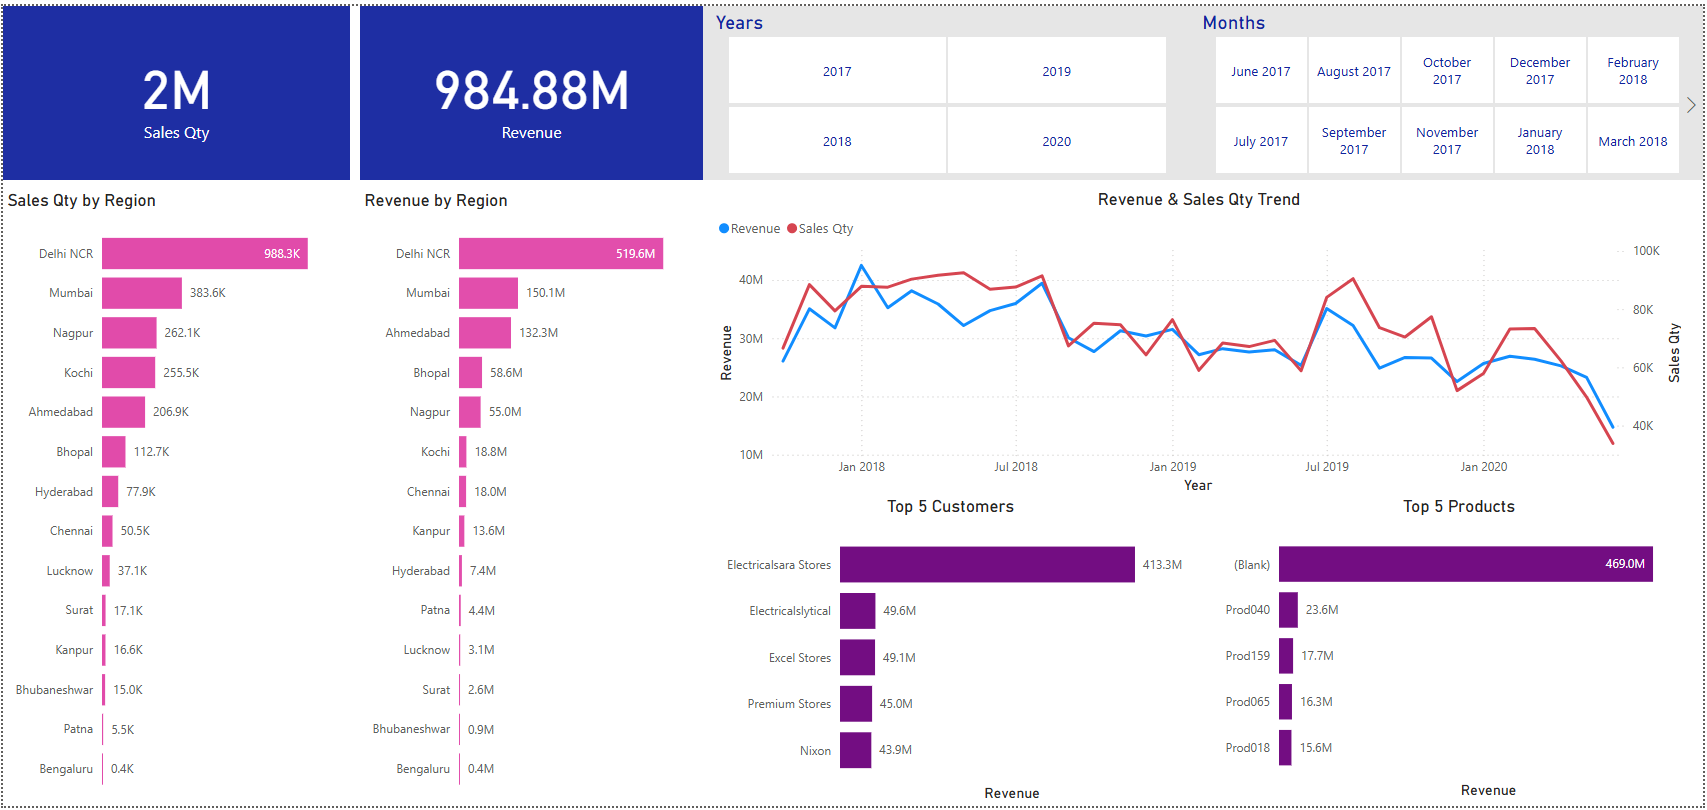 2M
Sales Qty
984.88M
Revenue
Years
2017
2019
2018
2020
Months
June 2017
August 2017
October
2017
December
2017
February
2018
July 2017
September
2017
November
2017
January
2018
March 2018
Sales Qty by Region
Delhi NCR 988.3K
Mumbai 383.6K
Nagpur 262.1K
Kochi 255.5K
Ahmedabad 206.9K
Bhopal 112.7K
Hyderabad 77.9K
Chennai 50.5K
Lucknow 37.1K
Surat 17.1K
Kanpur 16.6K
Bhubaneshwar 15.0K
Patna 5.5K
Bengaluru 0.4K
Revenue by Region
Delhi NCR 519.6M
Mumbai 150.1M
Ahmedabad 132.3M
Bhopal 58.6M
Nagpur 55.0M
Kochi 18.8M
Chennai 18.0M
Kanpur 13.6M
Hyderabad 7.4M
Patna 4.4M
Lucknow 3.1M
Surat 2.6M
Bhubaneshwar 0.9M
Bengaluru 0.4M
Revenue & Sales Qty Trend
Revenue Sales Qty
40M
30M
20M
10M
Revenue
100K
80K
60K
40K
Sales Qty
Jan 2018 Jul 2018 Jan 2019 Jul 2019 Jan 2020
Year
Top 5 Customers
Electricalsara Stores 413.3M
Electricalslytical 49.6M
Excel Stores 49.1M
Premium Stores 45.0M
Nixon 43.9M
Revenue
Top 5 Products
(Blank) 469.0M
Prod040 23.6M
Prod159 17.7M
Prod065 16.3M
Prod018 15.6M
Revenue